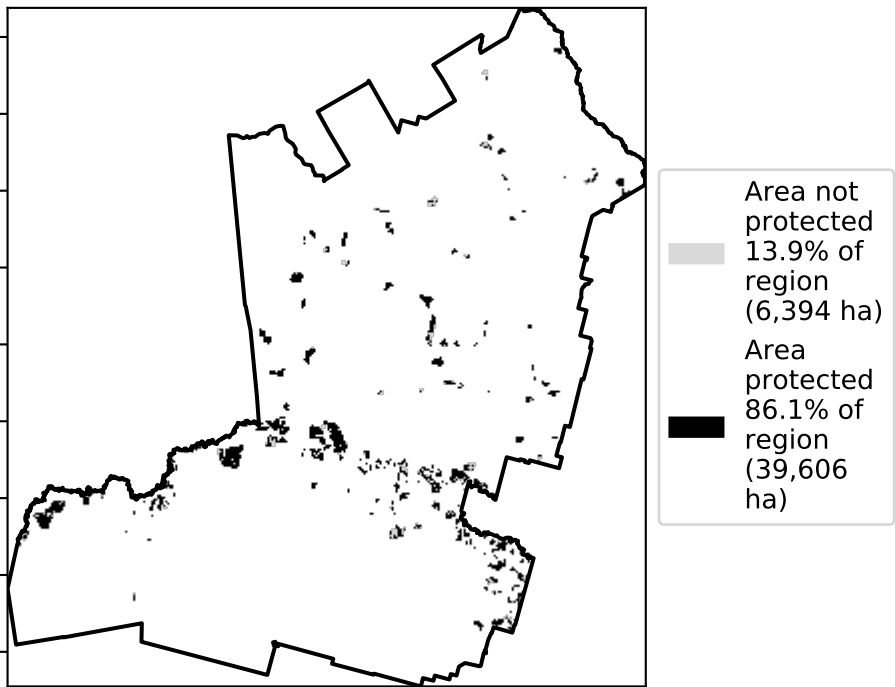 Area not
protected
13.9% of
region
(6,394 ha)
Area
protected
86.1% of
region
(39,606
ha)